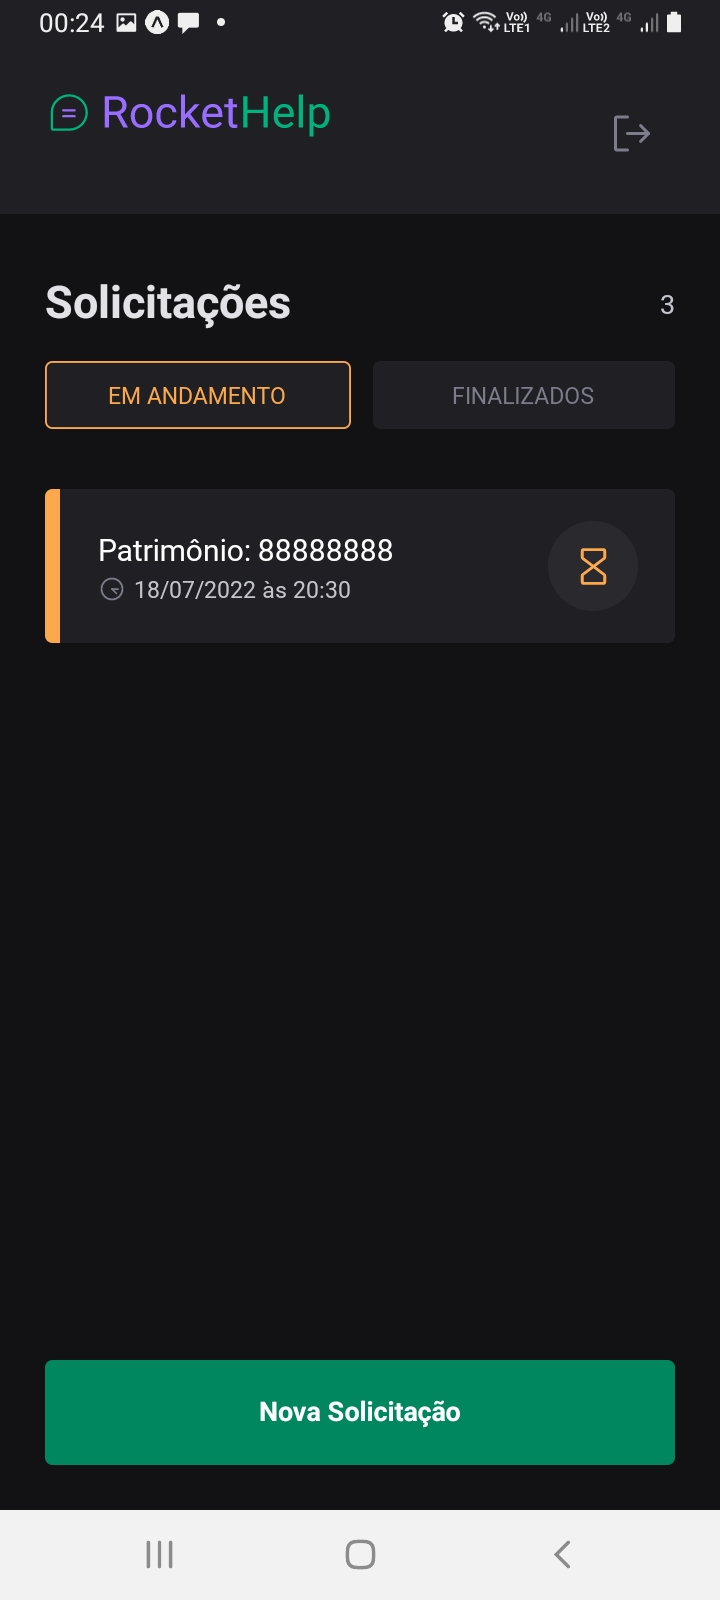 00:24 Vo)) LTE1 4G Vo)) LTE2 4G
RocketHelp
Solicitações 3
EM ANDAMENTO FINALIZADOS
Patrimônio: 88888888
18/07/2022 às 20:30
Nova Solicitação